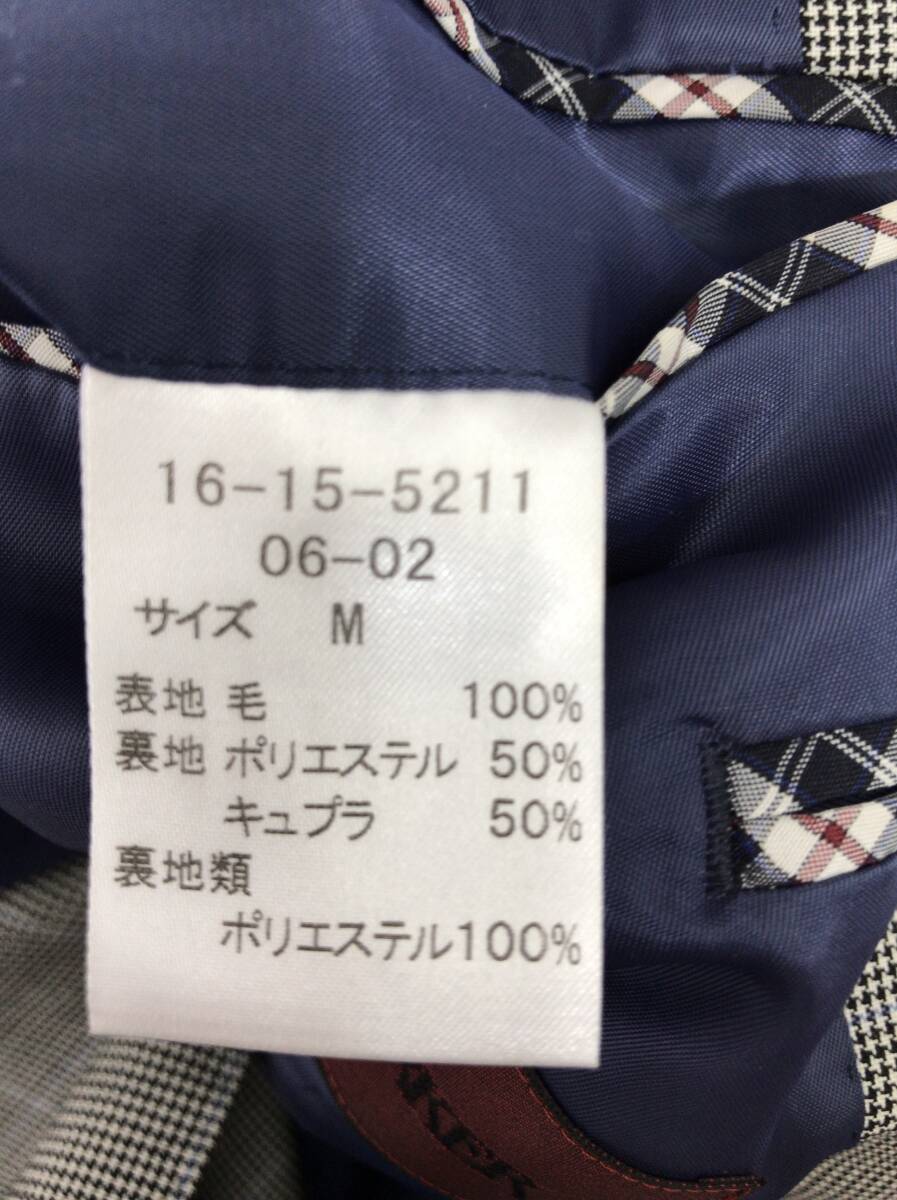 16-15-5211
06-02
サイズ M
表地 毛 100%
裏地 ポリエステル 50%
キュプラ 50%
裏地類
ポリエステル100%